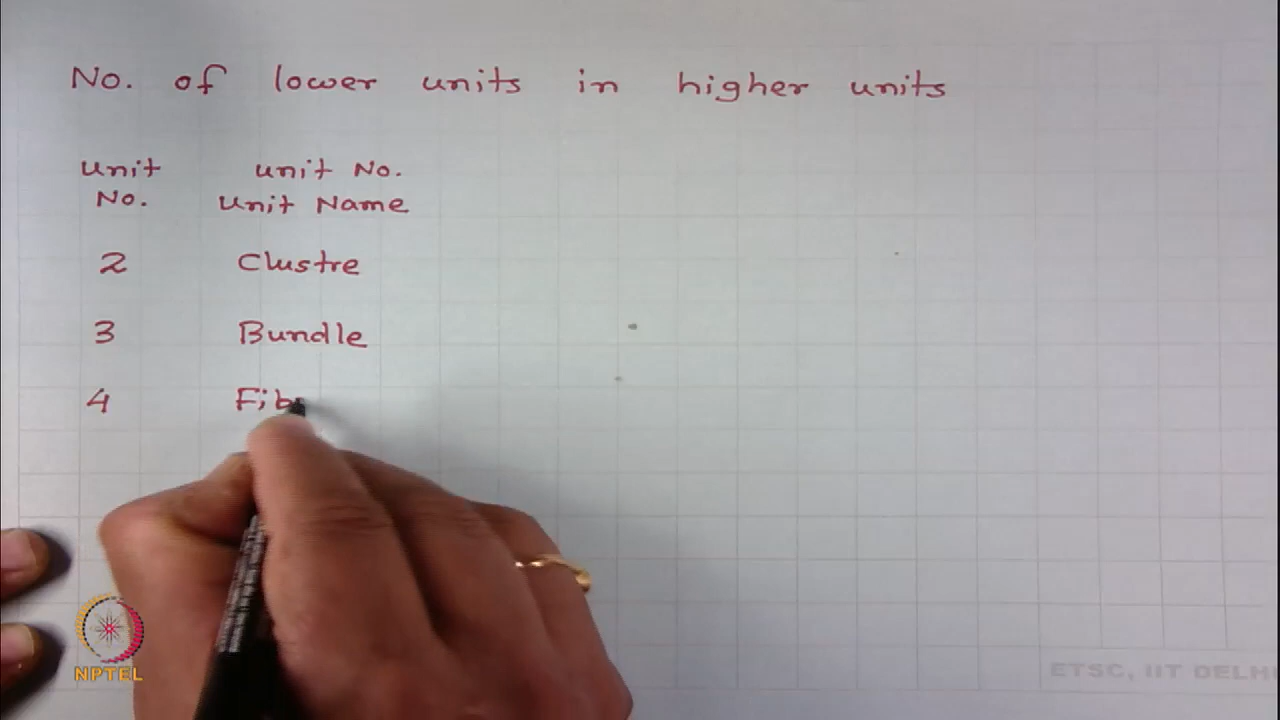 No. of lower units in higher units
Unit unit No.
No. Unit Name
2 Clustre
3 Bundle
4 Fib
NPTEL
ETSC, IIT DELHI